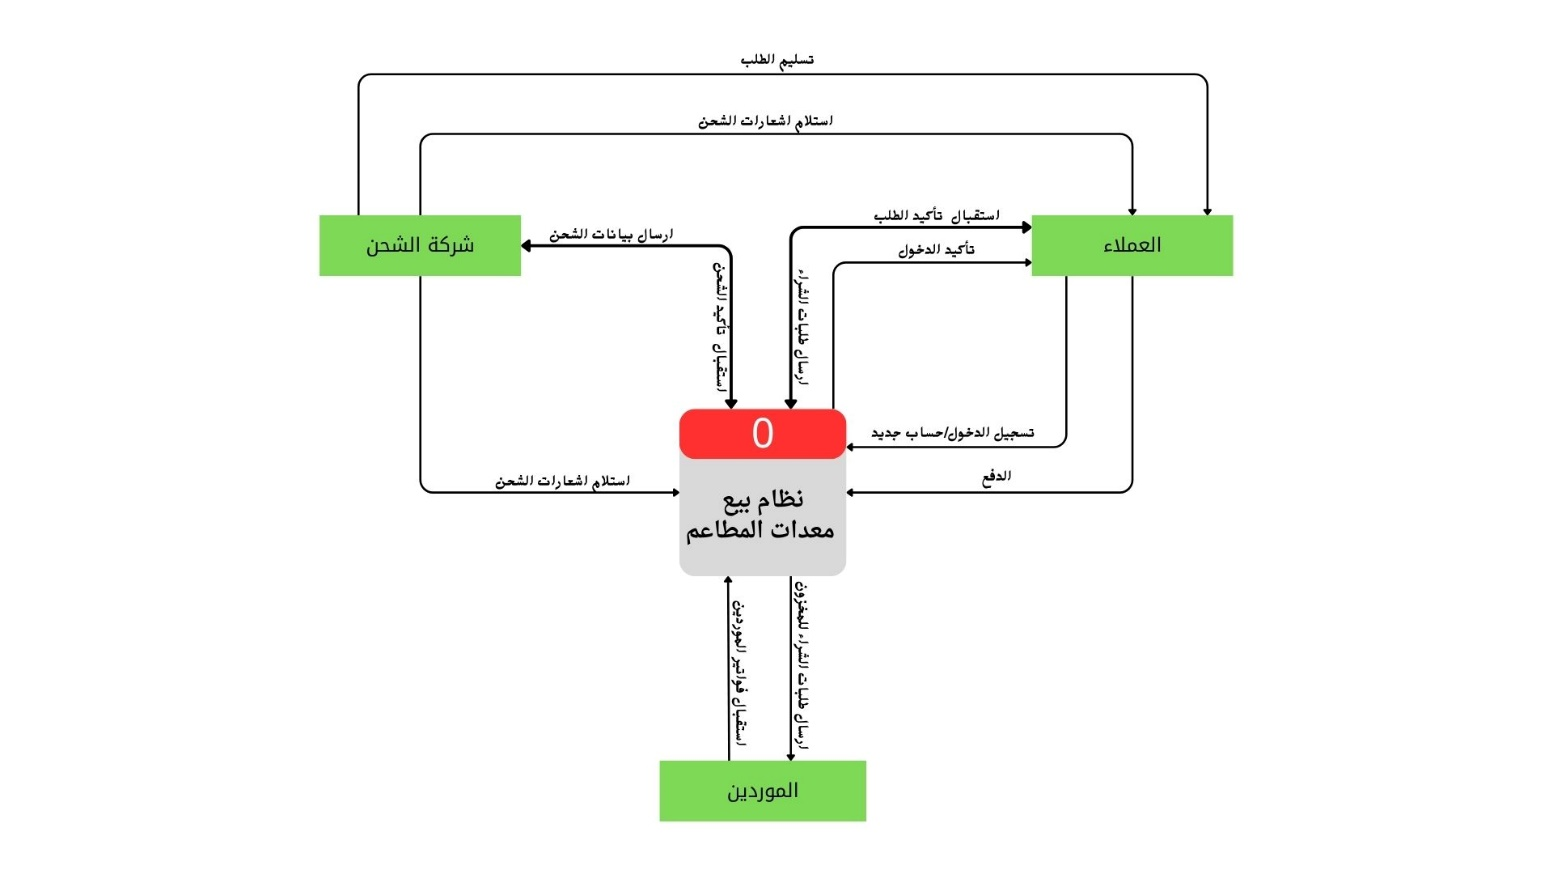 تسليم الطلب
استلام اشعارات الشحن
استقبال تأكيد الطلب
ارسال بيانات الشحن
شركة الشحن
العملاء
تأكيد الدخول
استقبال تأكيد الشحن
ارسال طلبات الشراء
0
تسجيل الدخول/حساب جديد
الدفع
استلام اشعارات الشحن
نظام بيع
معدات المطاعم
استقبال فواتير الموردين
ارسال طلبات الشراء للمخزون
الموردين